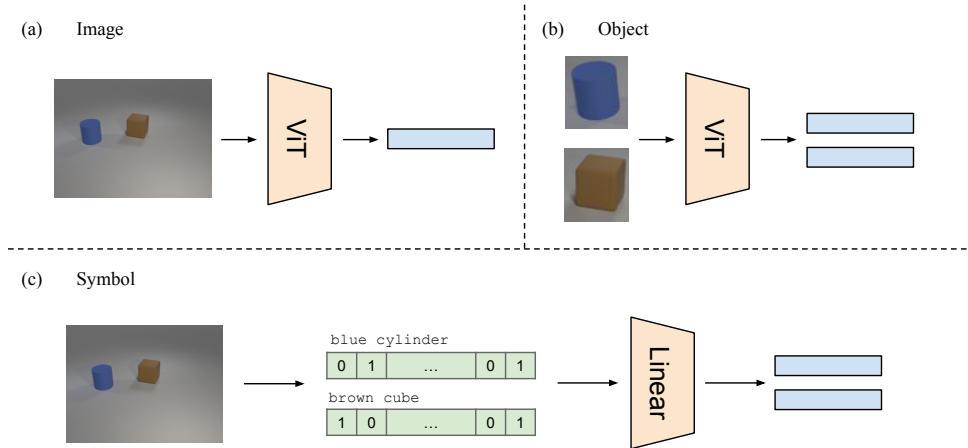 (a) Image
ViT
(b) Object
ViT
(c) Symbol
blue cylinder
0 1 ... 0 1
brown cube
1 0 ... 0 1
Linear